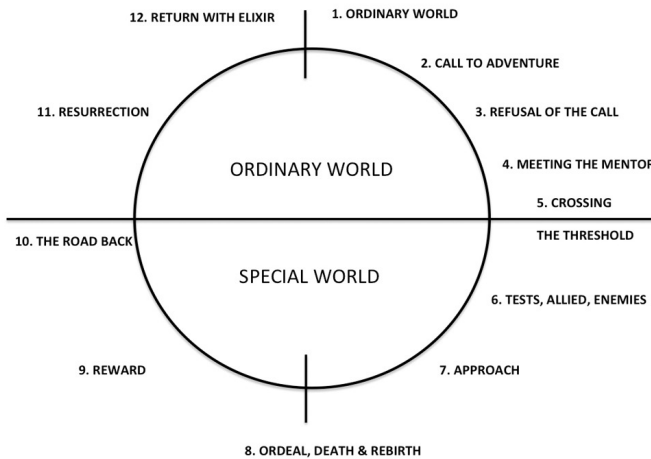 12. RETURN WITH ELIXIR
1. ORDINARY WORLD
2. CALL TO ADVENTURE
3. REFUSAL OF THE CALL
4. MEETING THE MENTOR
5. CROSSING
THE THRESHOLD
6. TESTS, ALLIED, ENEMIES
7. APPROACH
8. ORDEAL, DEATH & REBIRTH
9. REWARD
10. THE ROAD BACK
11. RESURRECTION
ORDINARY WORLD
SPECIAL WORLD